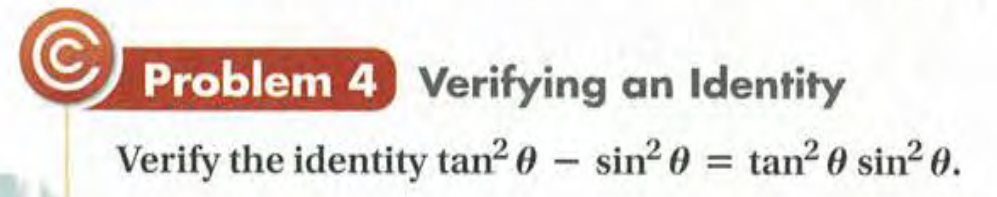 ©
Problem 4 Verifying an Identity
Verify the identity tan² θ − sin² θ = tan² θ sin² θ.